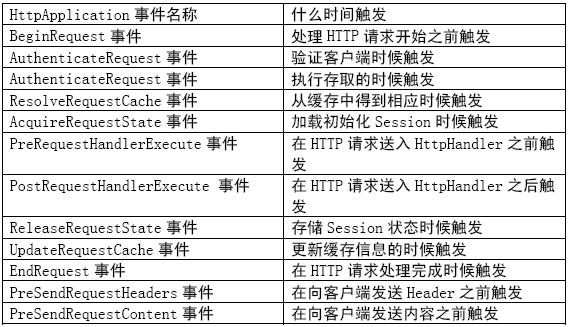 HttpApplication 事件名称 什么时间触发
BeginRequest 事件 处理 HTTP 请求开始之前触发
AuthenticateRequest 事件 验证客户端时候触发
AuthenticateRequest 事件 执行存取的时候触发
ResolveRequestCache 事件 从缓存中得到相应时候触发
AcquireRequestState 事件 加载初始化 Session 时候触发
PreRequestHandlerExecute 事件 在 HTTP 请求送入 HttpHandler 之前触
发
PostRequestHandlerExecute 事件 在 HTTP 请求送入 HttpHandler 之后触
发
ReleaseRequestState 事件 存储 Session 状态时候触发
UpdateRequestCache 事件 更新缓存信息的时候触发
EndRequest 事件 在 HTTP 请求处理完成时候触发
PreSendRequestHeaders 事件 在向客户端发送 Header 之前触发
PreSendRequestContent 事件 在向客户端发送内容之前触发